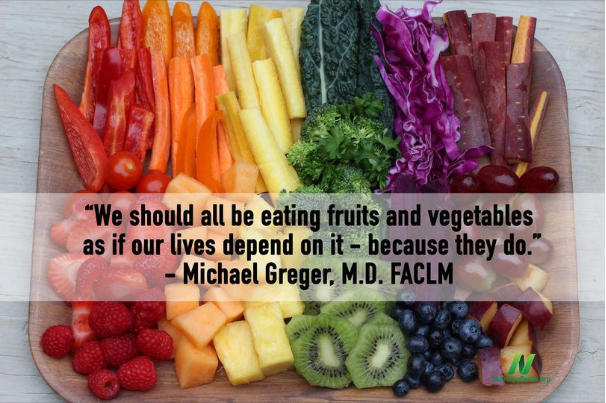 “We should all be eating fruits and vegetables
as if our lives depend on it - because they do.”
- Michael Greger, M.D. FACLM